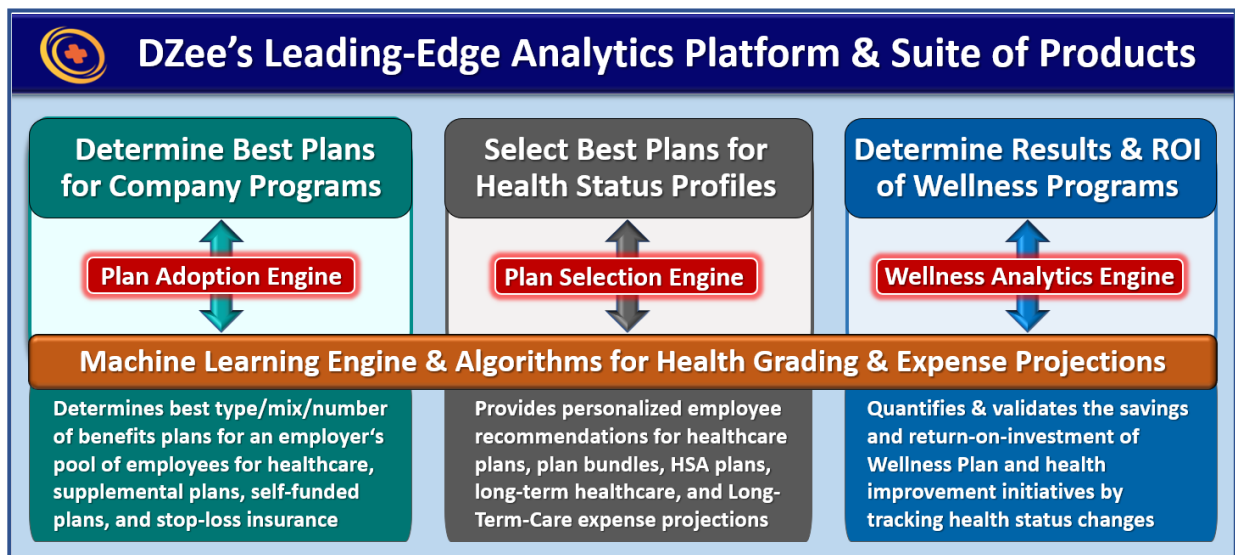 DZee's Leading-Edge Analytics Platform & Suite of Products
Determine Best Plans
for Company Programs
Plan Adoption Engine
Select Best Plans for
Health Status Profiles
Plan Selection Engine
Determine Results & ROI
of Wellness Programs
Wellness Analytics Engine
Machine Learning Engine & Algorithms for Health Grading & Expense Projections
Determines best type/mix/number
of benefits plans for an employer‘s
pool of employees for healthcare,
supplemental plans, self-funded
plans, and stop-loss insurance
Provides personalized employee
recommendations for healthcare
plans, plan bundles, HSA plans,
long-term healthcare, and Long-
Term-Care expense projections
Quantifies & validates the savings
and return-on-investment of
Wellness Plan and health
improvement initiatives by
tracking health status changes